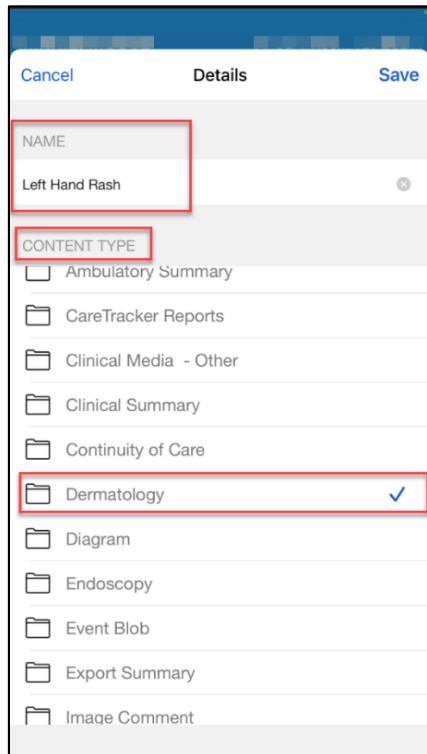 Cancel Details Save
NAME
Left Hand Rash
CONTENT TYPE
Ambulatory Summary
CareTracker Reports
Clinical Media - Other
Clinical Summary
Continuity of Care
Dermatology
Diagram
Endoscopy
Event Blob
Export Summary
Image Comment